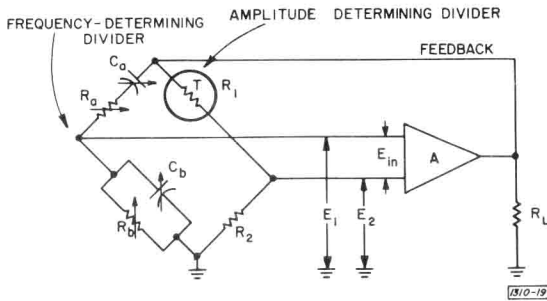 AMPLITUDE DETERMINING DIVIDER
FREQUENCY-DETERMINING
DIVIDER
FEEDBACK
Ca
T
R1
Ra
Ein
A
Cb
Rb
R2
E1
E2
RL
1310-19